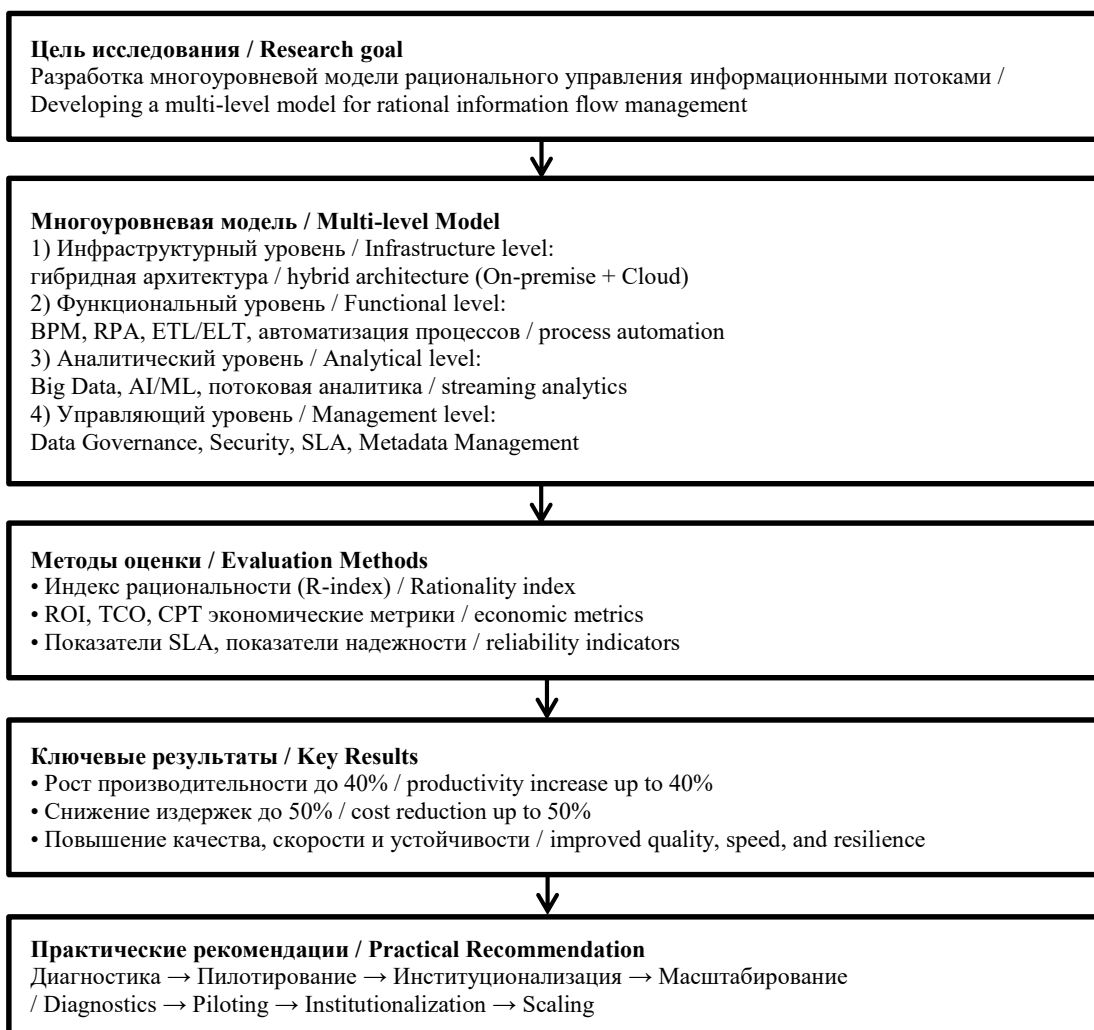 Цель исследования / Research goal
Разработка многоуровневой модели рационального управления информационными потоками /
Developing a multi-level model for rational information flow management
Многоуровневая модель / Multi-level Model
1) Инфраструктурный уровень / Infrastructure level:
гибридная архитектура / hybrid architecture (On-premise + Cloud)
2) Функциональный уровень / Functional level:
BPM, RPA, ETL/ELT, автоматизация процессов / process automation
3) Аналитический уровень / Analytical level:
Big Data, AI/ML, потоковая аналитика / streaming analytics
4) Управляющий уровень / Management level:
Data Governance, Security, SLA, Metadata Management
Методы оценки / Evaluation Methods
• Индекс рациональности (R-index) / Rationality index
• ROI, TCO, CPT экономические метрики / economic metrics
• Показатели SLA, показатели надежности / reliability indicators
Ключевые результаты / Key Results
• Рост производительности до 40% / productivity increase up to 40%
• Снижение издержек до 50% / cost reduction up to 50%
• Повышение качества, скорости и устойчивости / improved quality, speed, and resilience
Практические рекомендации / Practical Recommendation
Диагностика → Пилотирование → Институционализация → Масштабирование
/ Diagnostics → Piloting → Institutionalization → Scaling